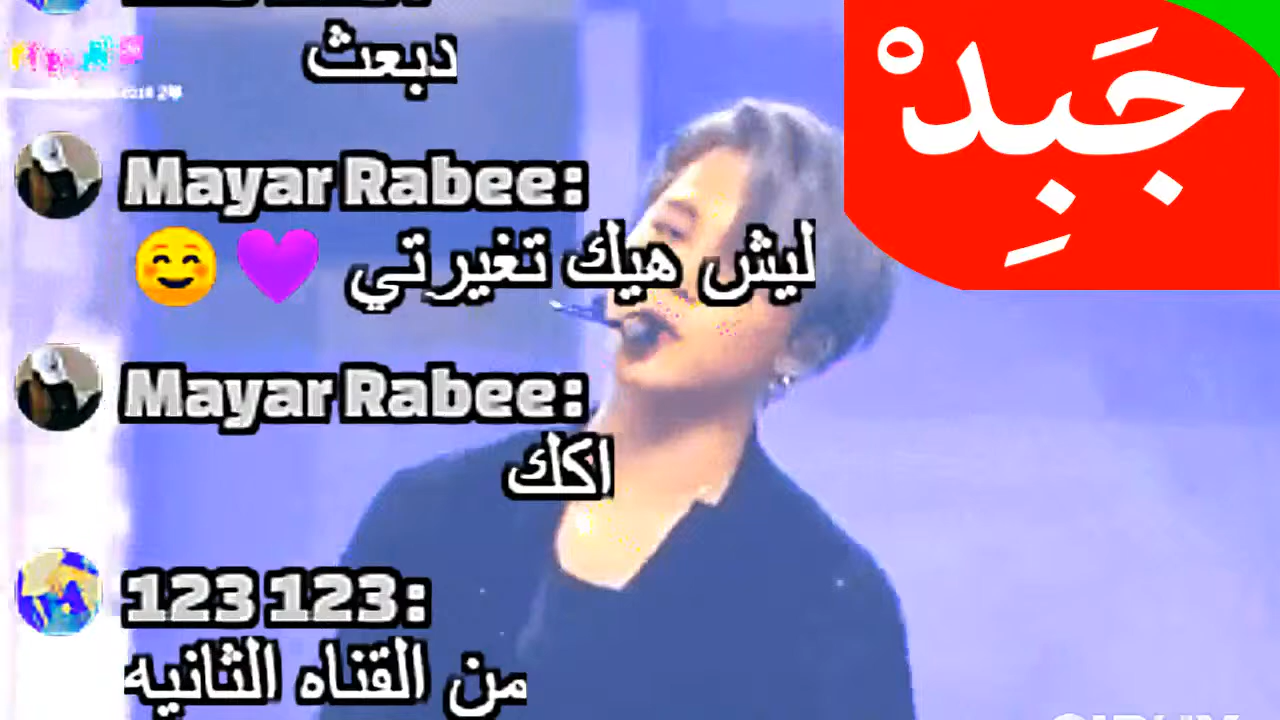 دبعث
جَبِدْه
Mayar Rabee:
ليش هيك تغيرتي 💜 ☺️
Mayar Rabee:
اكك
123 123:
من القناه الثانيه